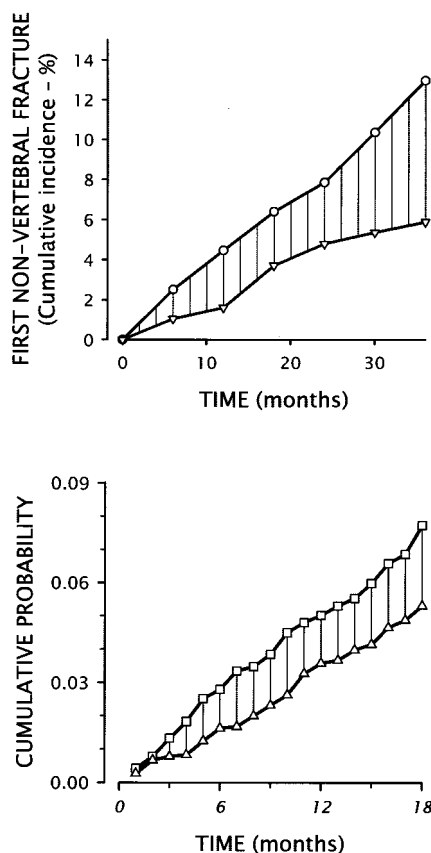 FIRST NON-VERTEBRAL FRACTURE
(Cumulative incidence - %)
14
12
10
8
6
4
2
0
0 10 20 30
TIME (months)
CUMULATIVE PROBABILITY
0.09
0.06
0.03
0.00
0 6 12 18
TIME (months)